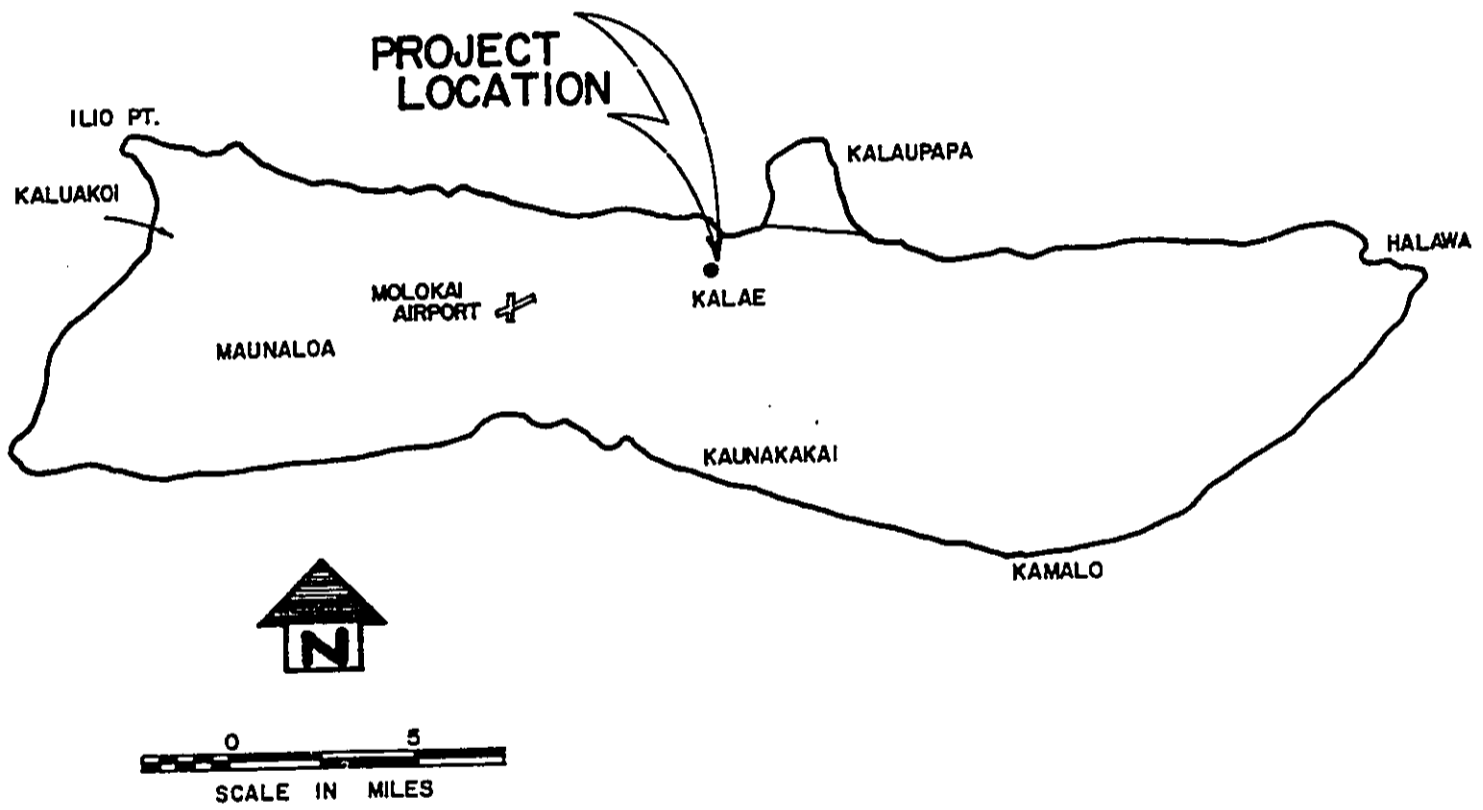 PROJECT
LOCATION
ILIO PT.
KALAUPAPA
KALUAKOI
HALAWA
MOLOKAI
AIRPORT
KALAE
MAUNALOA
KAUNAKAKAI
KAMALO
N
0 5
SCALE IN MILES